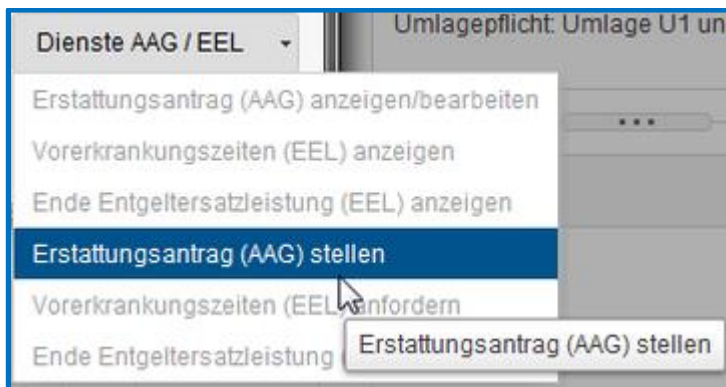 Dienste AAG / EEL
Umlagepflicht: Umlage U1 un
Erstattungsantrag (AAG) anzeigen/bearbeiten
Vorerkrankungszeiten (EEL) anzeigen
Ende Entgeltersatzleistung (EEL) anzeigen
Erstattungsantrag (AAG) stellen
Vorerkrankungszeiten (EEL) anfordern
Ende Entgeltersatzleistung (
Erstattungsantrag (AAG) stellen